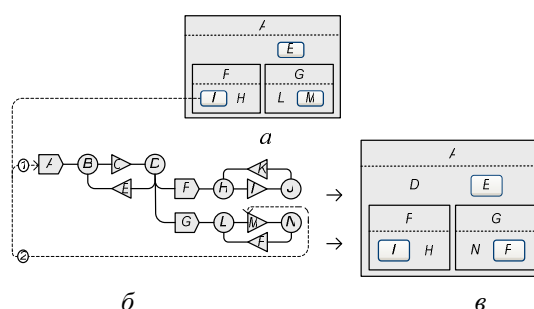 A
E
F G
I H L M
а
1 A B C D
E
F H I J
K
G L M N
F
2
б
A
D E
F G
I H N F
в